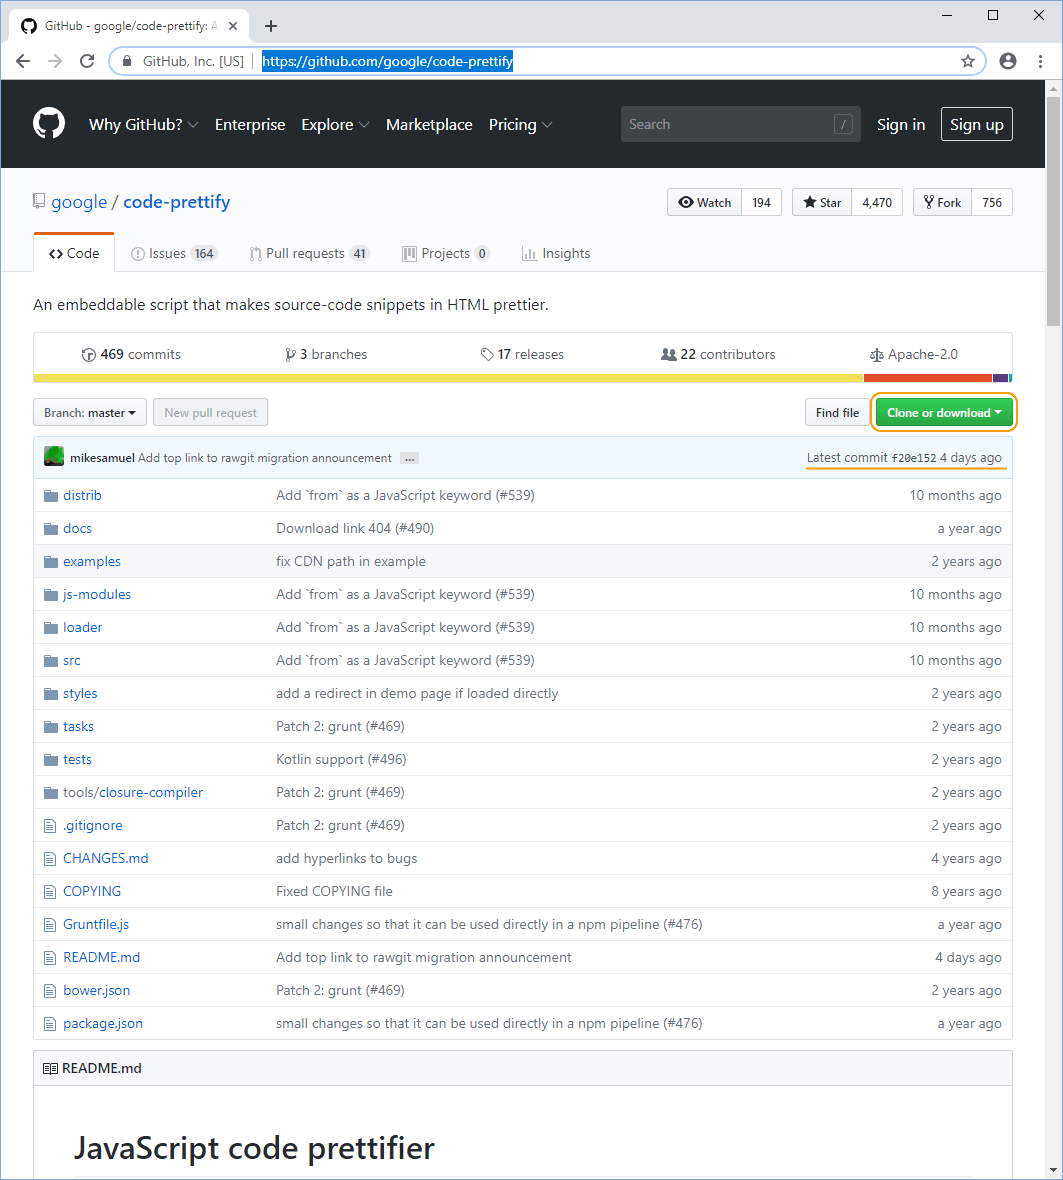 GitHub - google/code-prettify: A
GitHub, Inc. [US] | https://github.com/google/code-prettify
Why GitHub? Enterprise Explore Marketplace Pricing Search / Sign in Sign up
google / code-prettify Watch 194 Star 4,470 Fork 756
Code Issues 164 Pull requests 41 Projects 0 Insights
An embeddable script that makes source-code snippets in HTML prettier.
469 commits 3 branches 17 releases 22 contributors Apache-2.0
Branch: master New pull request Find file Clone or download
mikesamuel Add top link to rawgit migration announcement ... Latest commit f20e152 4 days ago
distrib Add `from` as a JavaScript keyword (#539) 10 months ago
docs Download link 404 (#490) a year ago
examples fix CDN path in example 2 years ago
js-modules Add `from` as a JavaScript keyword (#539) 10 months ago
loader Add `from` as a JavaScript keyword (#539) 10 months ago
src Add `from` as a JavaScript keyword (#539) 10 months ago
styles add a redirect in demo page if loaded directly 2 years ago
tasks Patch 2: grunt (#469) 2 years ago
tests Kotlin support (#496) 2 years ago
tools/closure-compiler Patch 2: grunt (#469) 2 years ago
.gitignore Patch 2: grunt (#469) 2 years ago
CHANGES.md add hyperlinks to bugs 4 years ago
COPYING Fixed COPYING file 8 years ago
Gruntfile.js small changes so that it can be used directly in a npm pipeline (#476) a year ago
README.md Add top link to rawgit migration announcement 4 days ago
bower.json Patch 2: grunt (#469) 2 years ago
package.json small changes so that it can be used directly in a npm pipeline (#476) a year ago
README.md
JavaScript code prettifier